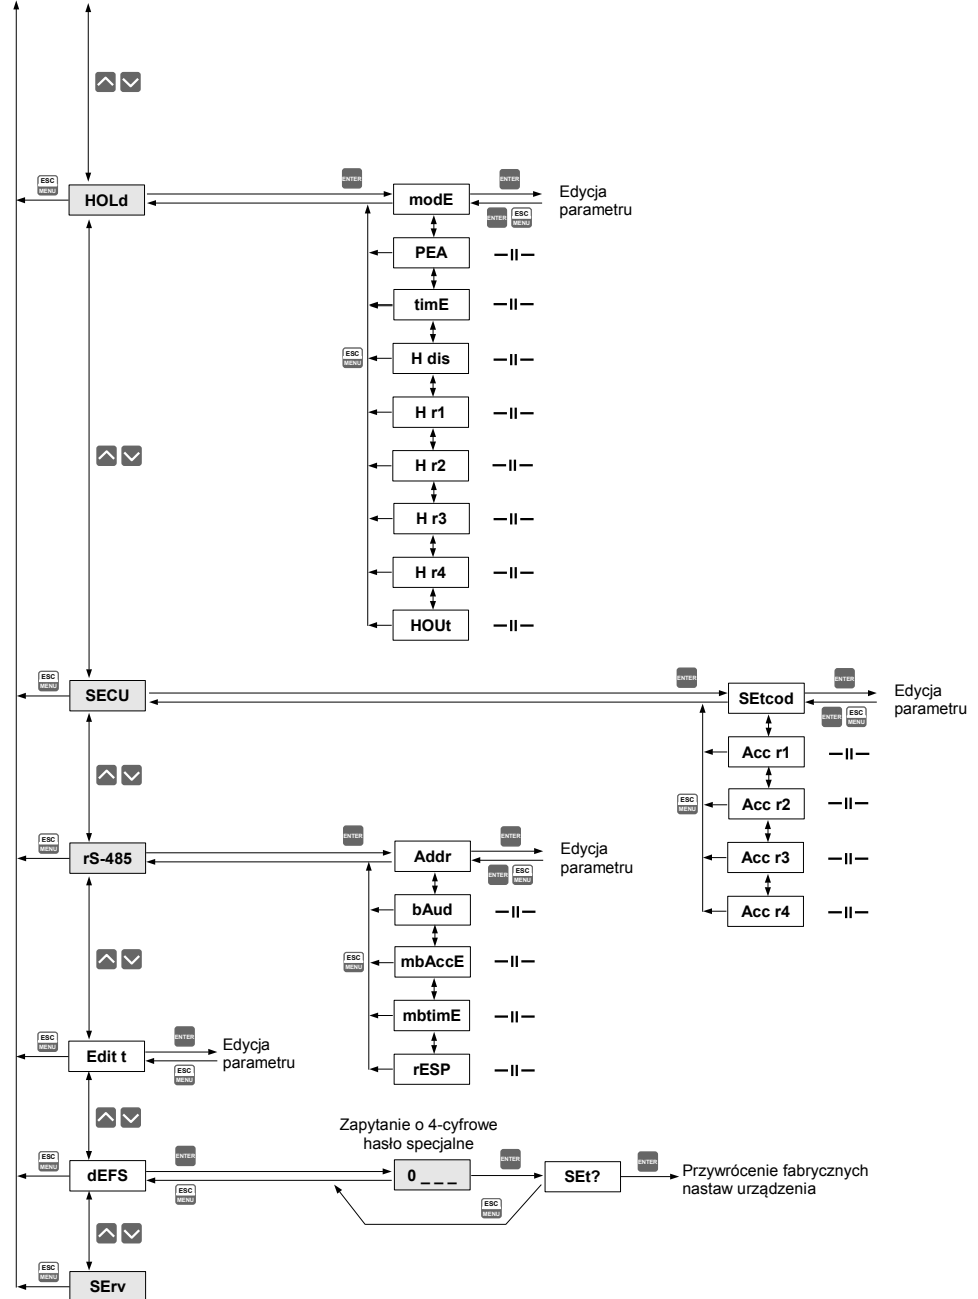 ESC
MENU
HOLd
ENTER
modE
ENTER
ENTER
ESC
MENU
Edycja
parametru
PEA
—II—
timE
—II—
ESC
MENU
H dis
—II—
H r1
—II—
H r2
—II—
H r3
—II—
H r4
—II—
HOUt
—II—
ESC
MENU
SECU
ENTER
SEtcod
ENTER
ENTER
ESC
MENU
Edycja
parametru
Acc r1
—II—
ESC
MENU
Acc r2
—II—
Acc r3
—II—
Acc r4
—II—
ESC
MENU
rS-485
ENTER
Addr
ENTER
ENTER
ESC
MENU
Edycja
parametru
bAud
—II—
ESC
MENU
mbAccE
—II—
mbtimE
—II—
rESP
—II—
ESC
MENU
Edit t
ENTER
ESC
MENU
Edycja
parametru
Zapytanie o 4-cyfrowe
hasło specjalne
ESC
MENU
dEFS
ENTER
ESC
MENU
0 _ _ _
ENTER
ESC
MENU
SEt?
ENTER
Przywrócenie fabrycznych
nastaw urządzenia
ESC
MENU
SErv